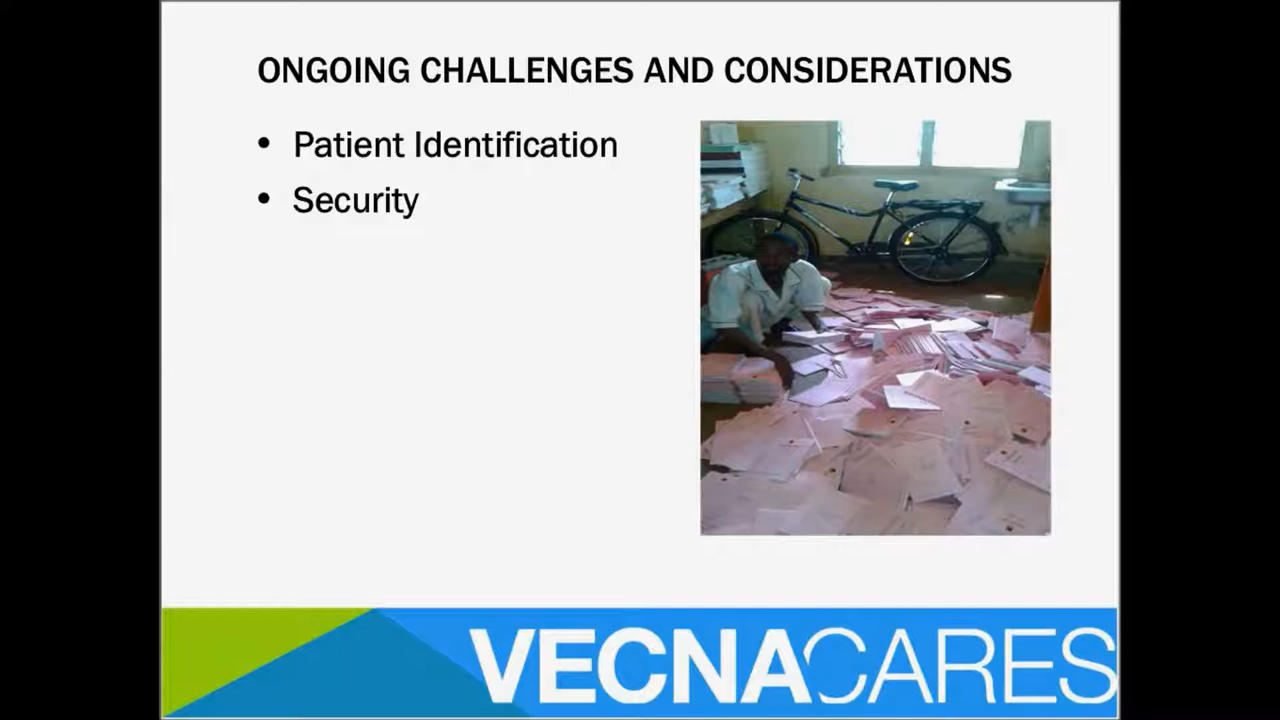 ONGOING CHALLENGES AND CONSIDERATIONS
• Patient Identification
• Security
VECNACARES